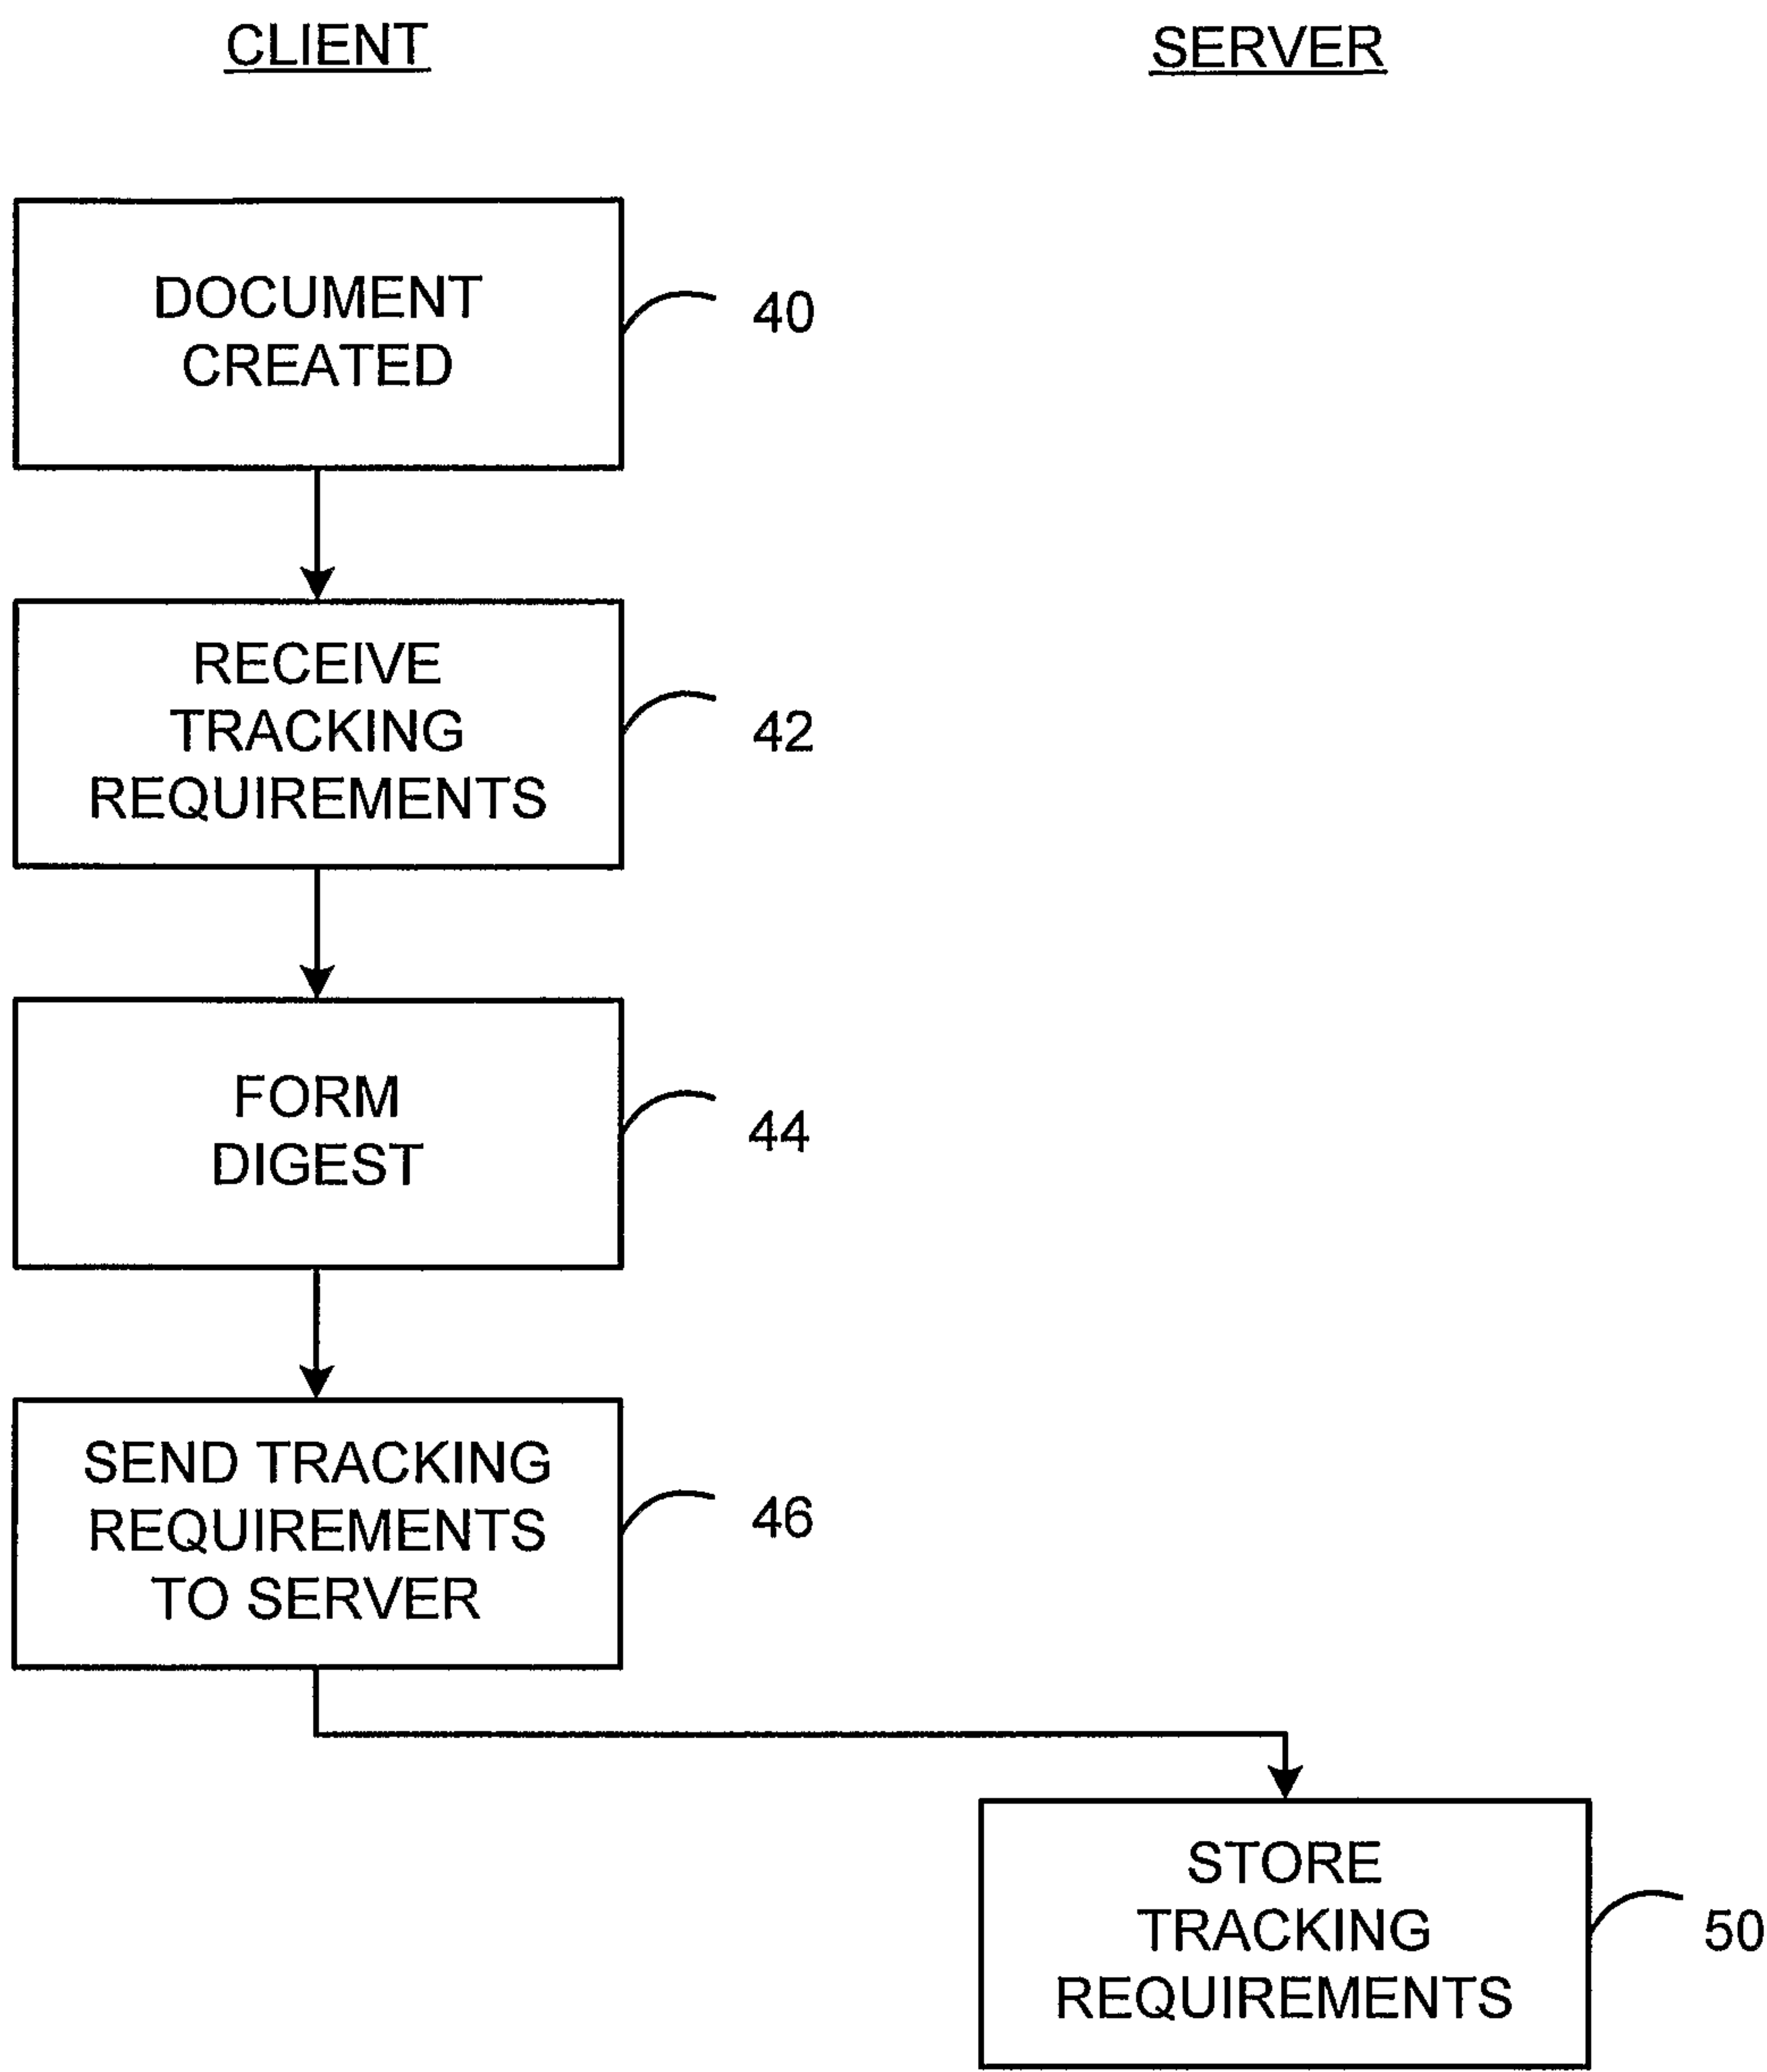 CLIENT
SERVER
DOCUMENT
CREATED
40
RECEIVE
TRACKING
REQUIREMENTS
42
FORM
DIGEST
44
SEND TRACKING
REQUIREMENTS
TO SERVER
46
STORE
TRACKING
REQUIREMENTS
50